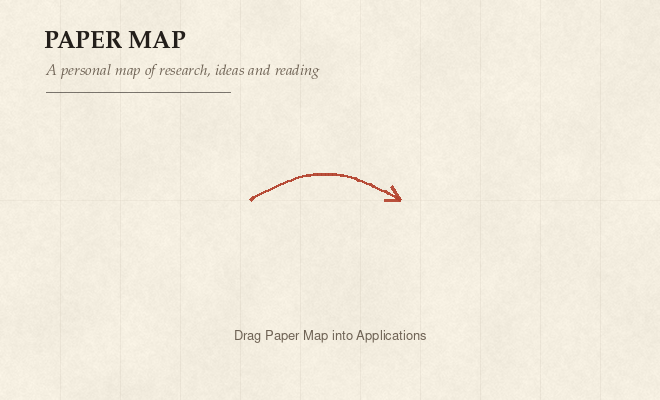 PAPER MAP
A personal map of research, ideas and reading
Drag Paper Map into Applications